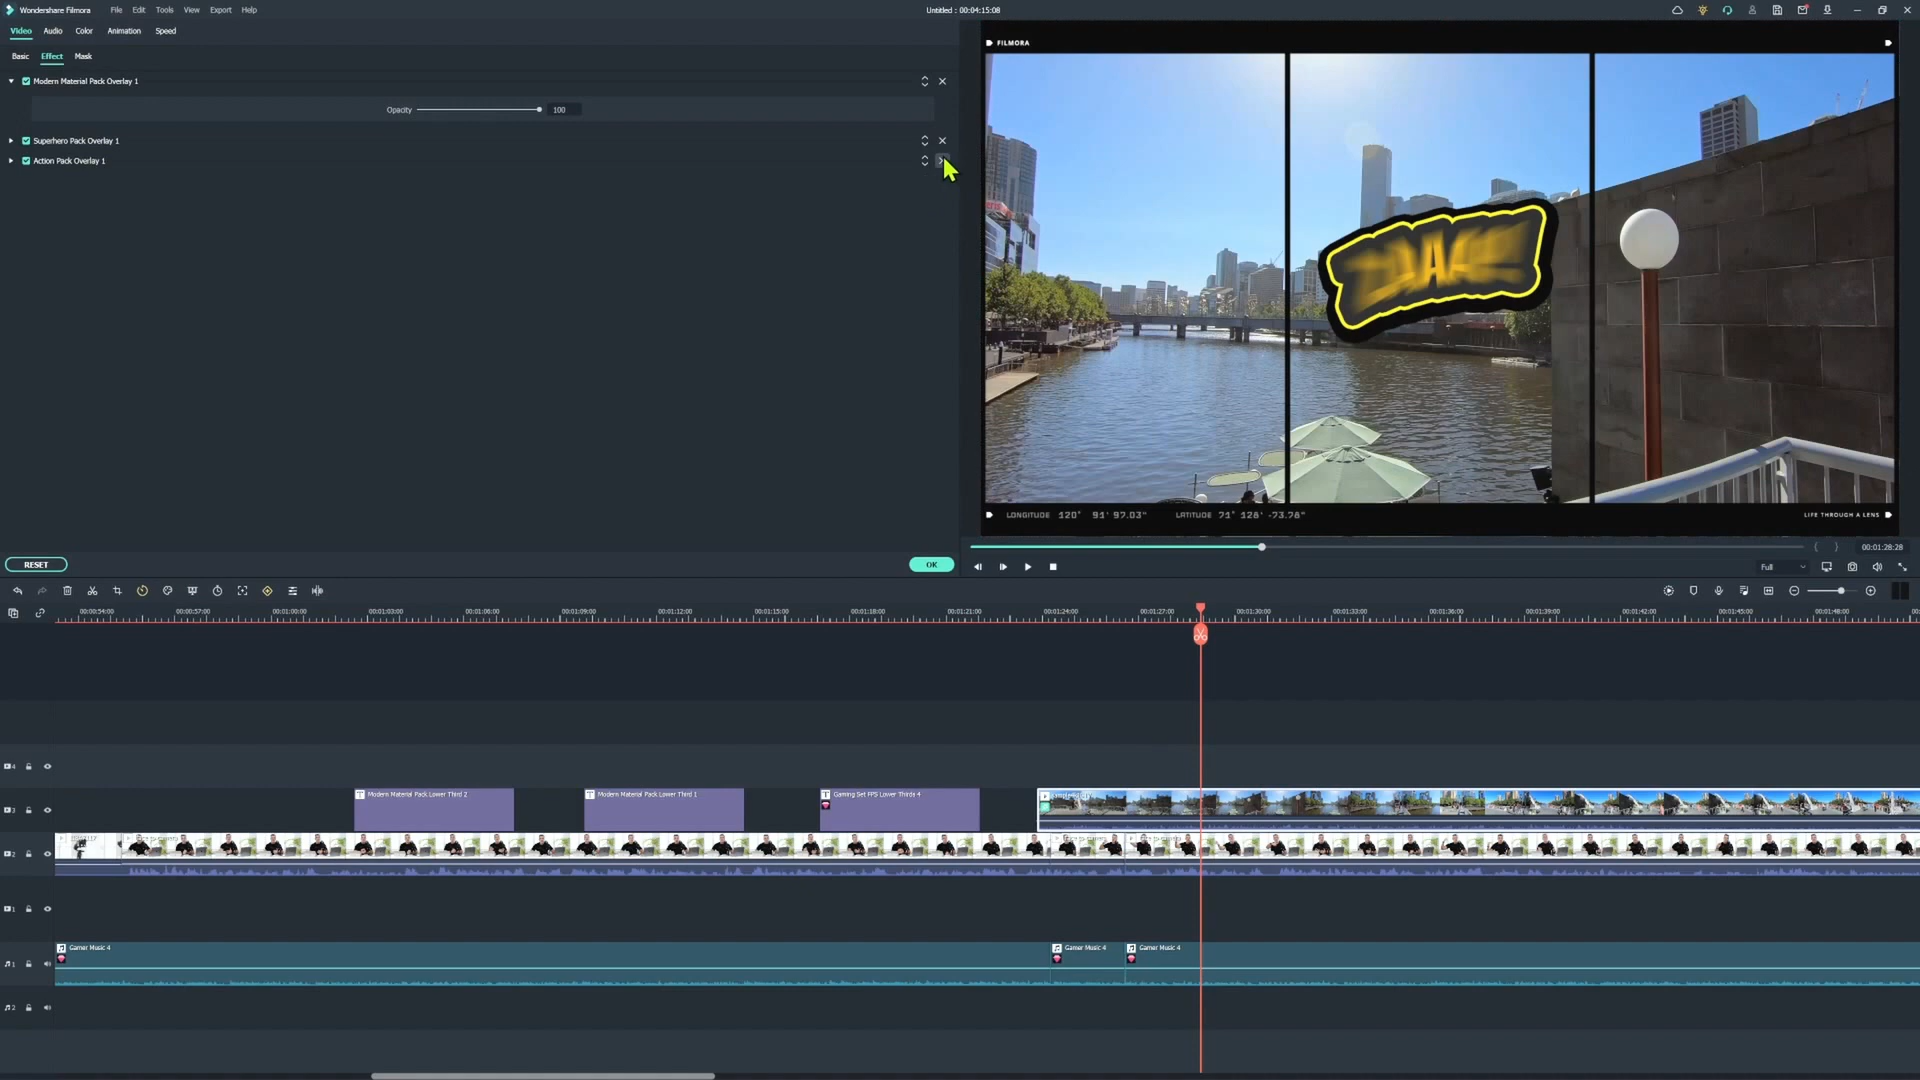 Wondershare Filmora File Edit Tools View Export Help Untitled : 00:04:15:08
Video Audio Color Animation Speed
Basic Effect Mask
Modern Material Pack Overlay 1
Opacity 100
Superhero Pack Overlay 1
Action Pack Overlay 1
FILMORA
LONGITUDE 120° 91' 97.03" LATITUDE 71° 128' -73.78" LIFE THROUGH A LENS
00:01:28:28
RESET OK
Full
00:00:54:00 00:00:57:00 00:01:00:00 00:01:03:00 00:01:06:00 00:01:09:00 00:01:12:00 00:01:15:00 00:01:18:00 00:01:21:00 00:01:24:00 00:01:27:00 00:01:30:00 00:01:33:00 00:01:36:00 00:01:39:00 00:01:42:00 00:01:45:00 00:01:48:00
4
3 Modern Material Pack Lower Third 2 Modern Material Pack Lower Third 1 Gaming Set FPS Lower Thirds 4
2
1
1 Gamer Music 4 Gamer Music 4 Gamer Music 4
2